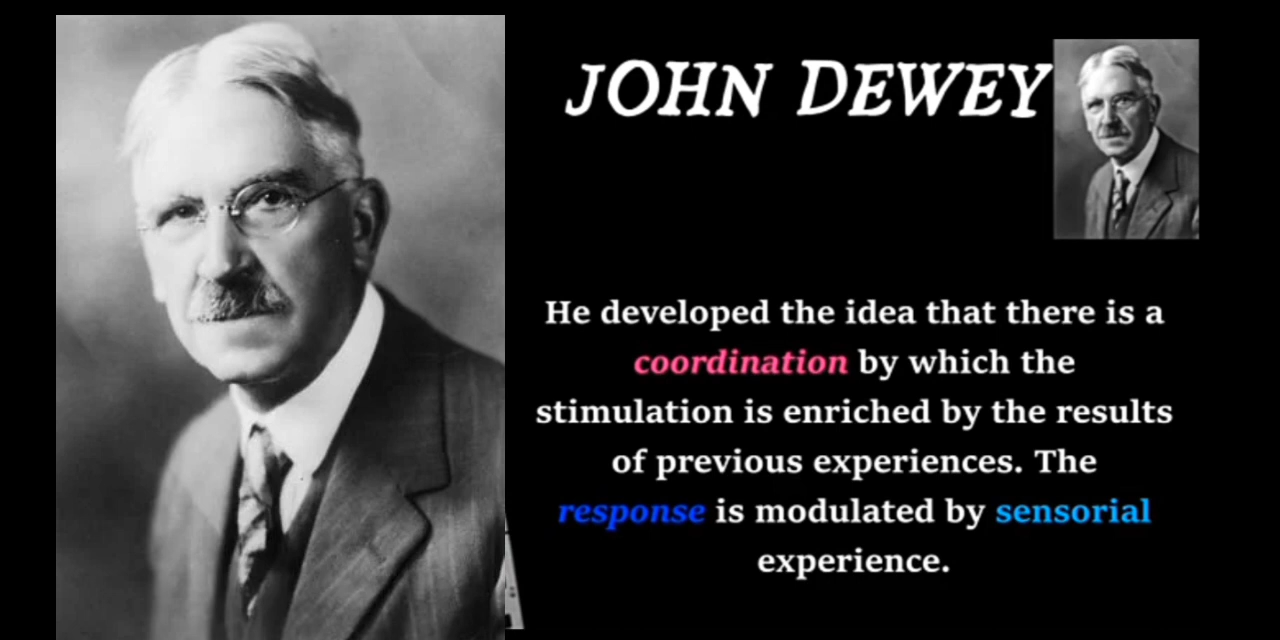 JOHN DEWEY
He developed the idea that there is a
coordination by which the
stimulation is enriched by the results
of previous experiences. The
response is modulated by sensorial
experience.